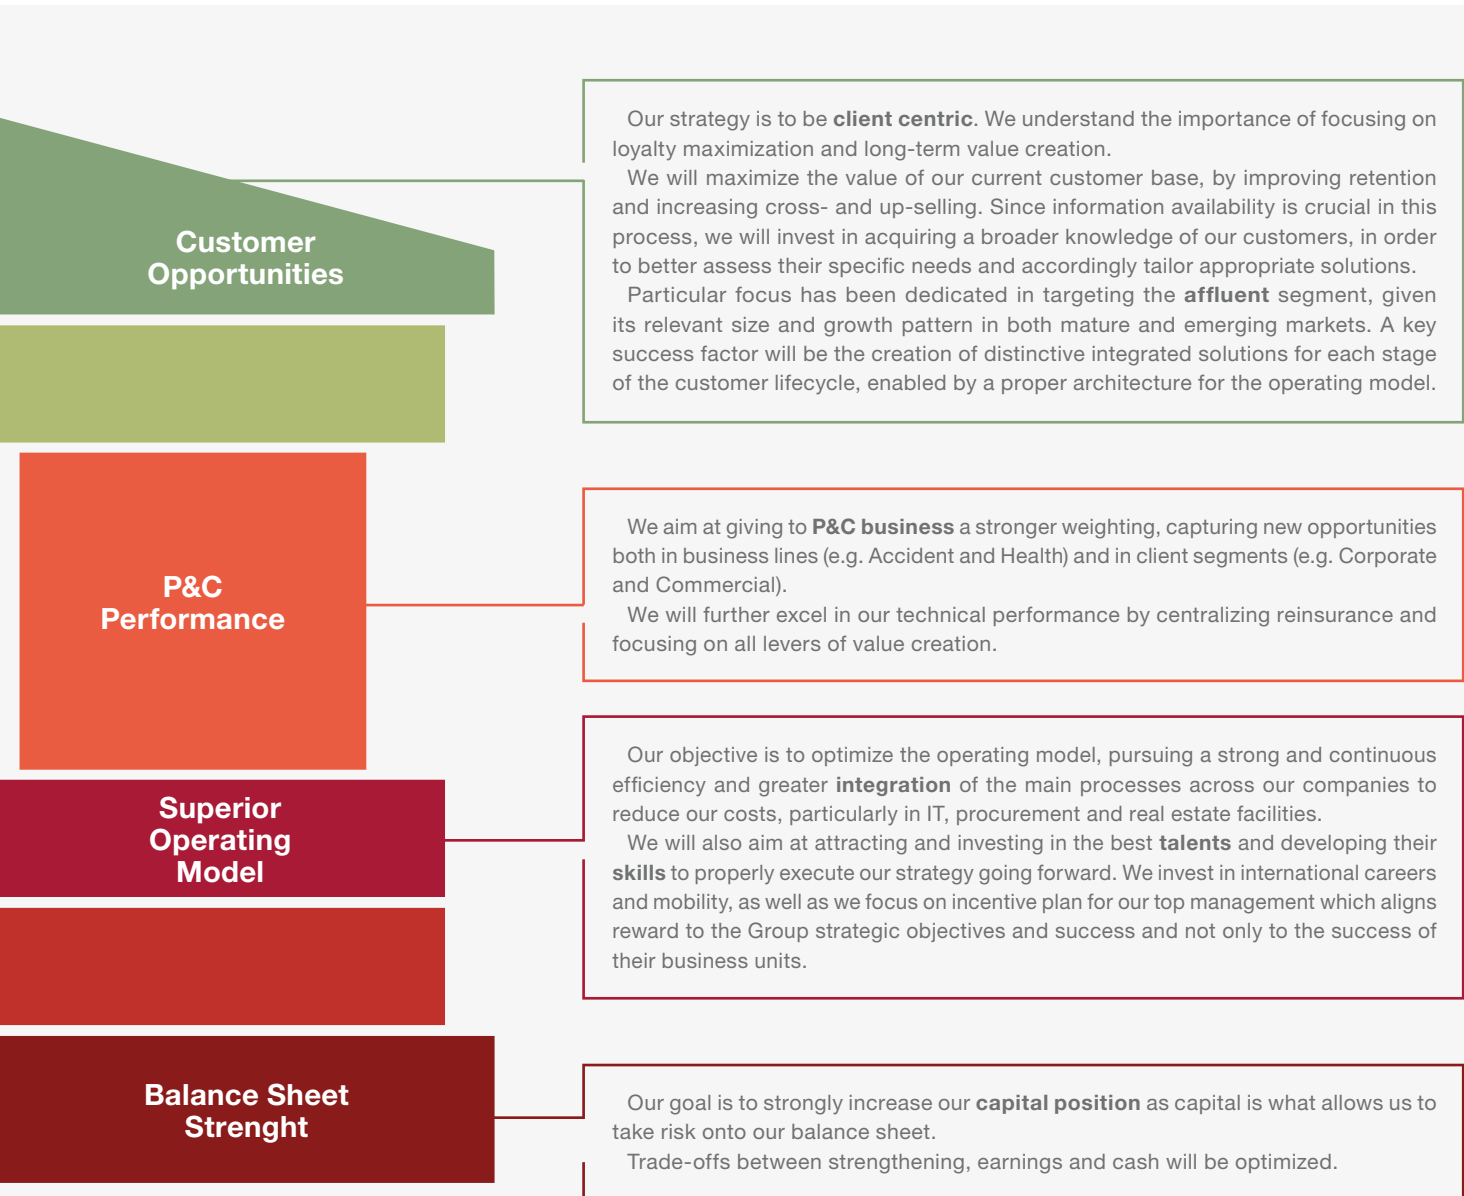 Customer
Opportunities
Our strategy is to be client centric. We understand the importance of focusing on
loyalty maximization and long-term value creation.
We will maximize the value of our current customer base, by improving retention
and increasing cross- and up-selling. Since information availability is crucial in this
process, we will invest in acquiring a broader knowledge of our customers, in order
to better assess their specific needs and accordingly tailor appropriate solutions.
Particular focus has been dedicated in targeting the affluent segment, given
its relevant size and growth pattern in both mature and emerging markets. A key
success factor will be the creation of distinctive integrated solutions for each stage
of the customer lifecycle, enabled by a proper architecture for the operating model.
P&C
Performance
We aim at giving to P&C business a stronger weighting, capturing new opportunities
both in business lines (e.g. Accident and Health) and in client segments (e.g. Corporate
and Commercial).
We will further excel in our technical performance by centralizing reinsurance and
focusing on all levers of value creation.
Superior
Operating
Model
Our objective is to optimize the operating model, pursuing a strong and continuous
efficiency and greater integration of the main processes across our companies to
reduce our costs, particularly in IT, procurement and real estate facilities.
We will also aim at attracting and investing in the best talents and developing their
skills to properly execute our strategy going forward. We invest in international careers
and mobility, as well as we focus on incentive plan for our top management which aligns
reward to the Group strategic objectives and success and not only to the success of
their business units.
Balance Sheet
Strenght
Our goal is to strongly increase our capital position as capital is what allows us to
take risk onto our balance sheet.
Trade-offs between strengthening, earnings and cash will be optimized.